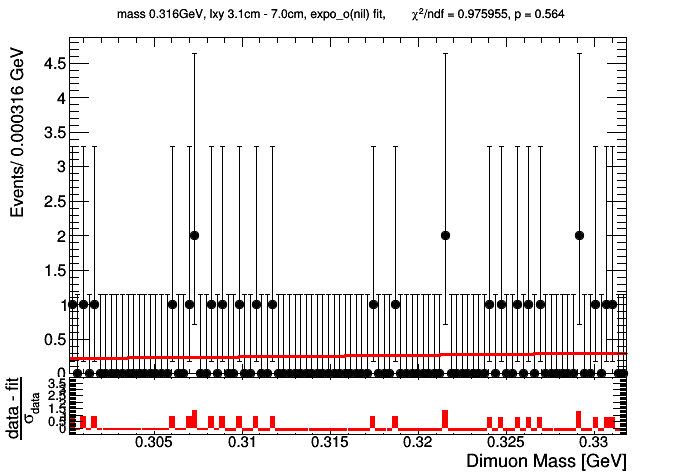 mass 0.316GeV, lxy 3.1cm - 7.0cm, expo_o(nil) fit, χ²/ndf = 0.975955, p = 0.564
Events/ 0.000316 GeV
4.5
4
3.5
3
2.5
2
1.5
1
0.5
0
data - fit
σdata
3.5
2.5
1.5
0.5
0
0.305 0.31 0.315 0.32 0.325 0.33
Dimuon Mass [GeV]